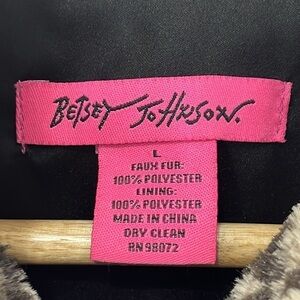 BETSEY JOHNSON.
L
FAUX FUR:
100% POLYESTER
LINING:
100% POLYESTER
MADE IN CHINA
DRY CLEAN
RN 98072